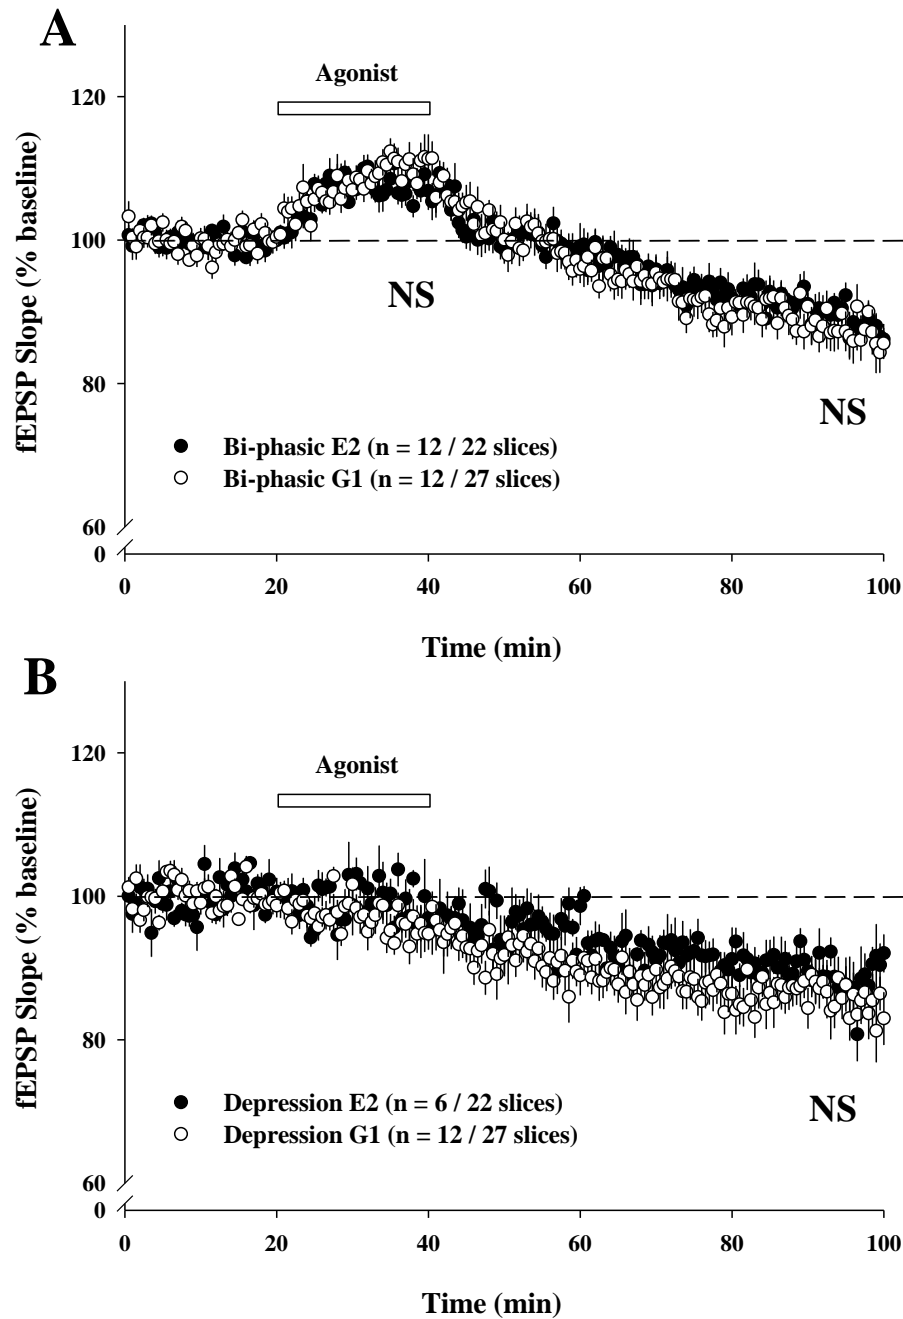 A
Agonist
120
100
80
60
0
fEPSP Slope (% baseline)
NS
NS
Bi-phasic E2 (n = 12 / 22 slices)
Bi-phasic G1 (n = 12 / 27 slices)
0 20 40 60 80 100
Time (min)
B
Agonist
120
100
80
60
0
fEPSP Slope (% baseline)
NS
Depression E2 (n = 6 / 22 slices)
Depression G1 (n = 12 / 27 slices)
0 20 40 60 80 100
Time (min)